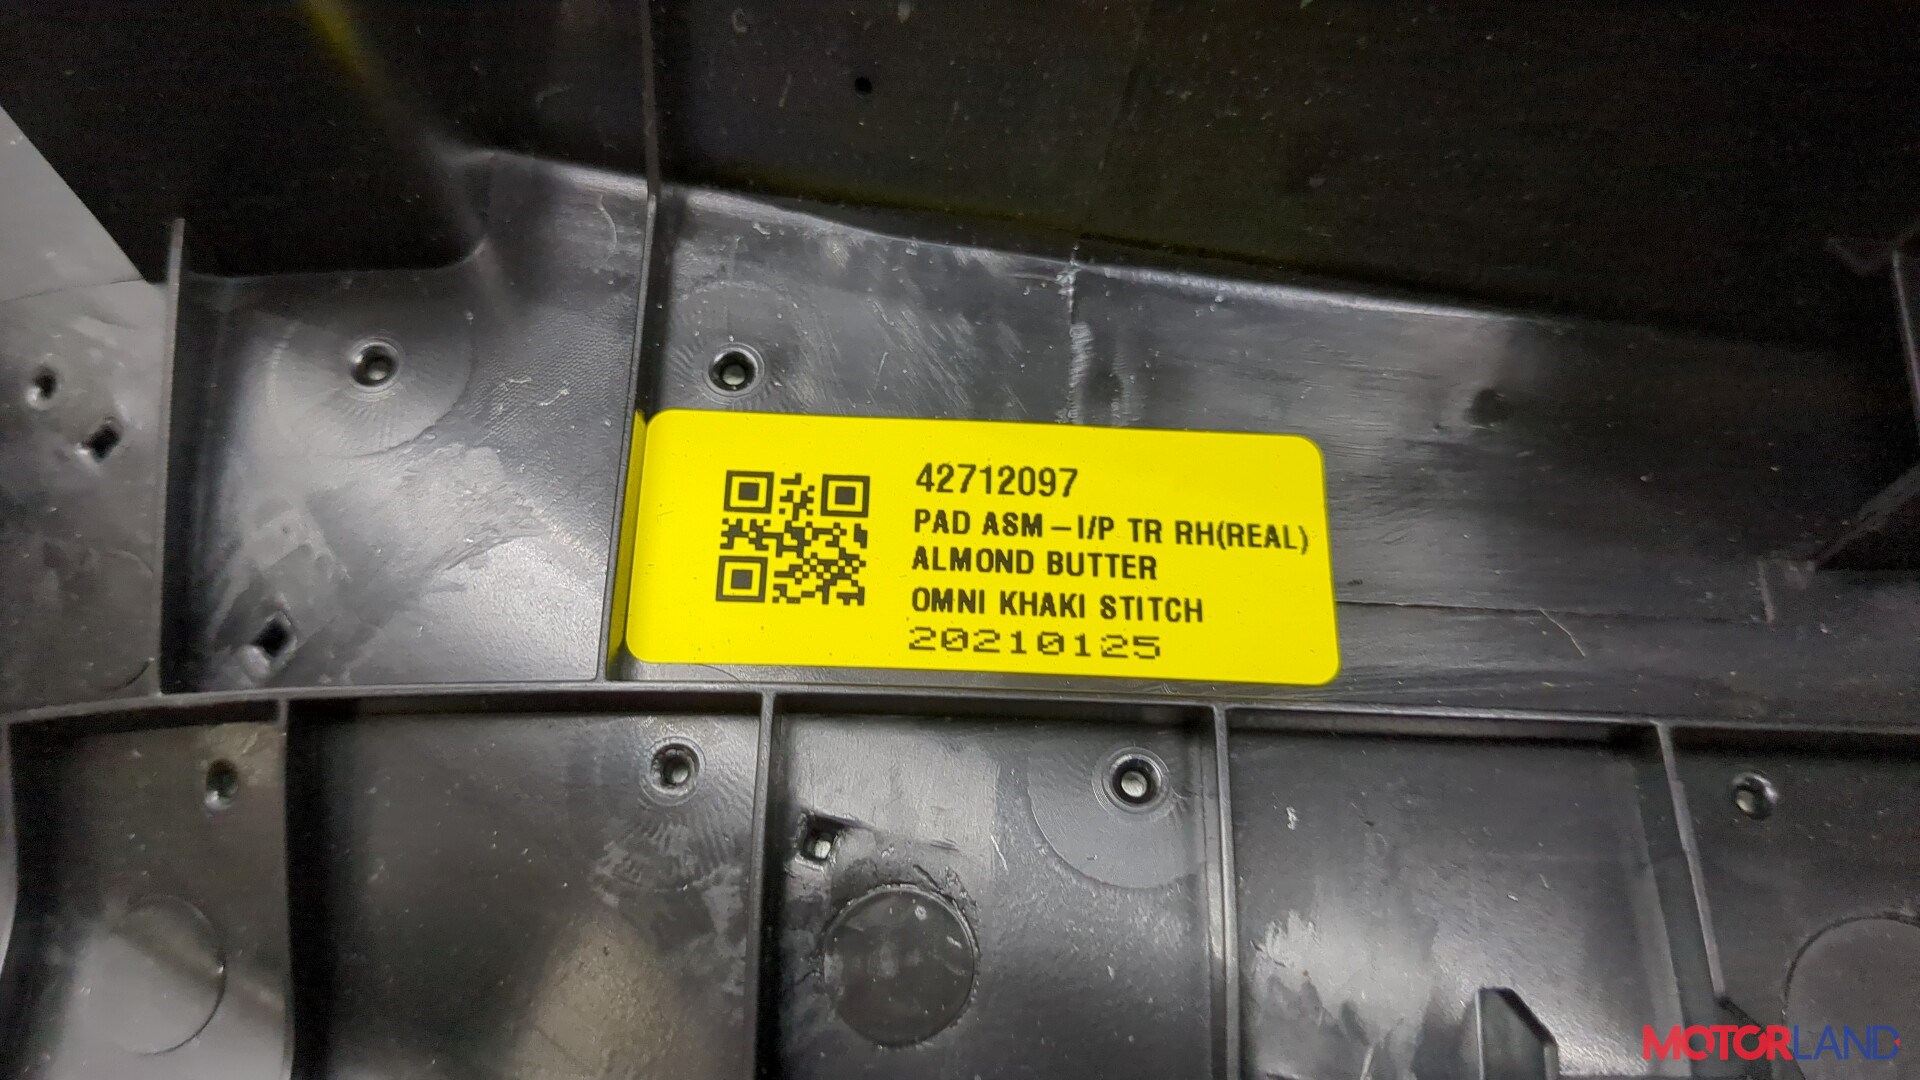 42712097
PAD ASM-I/P TR RH(REAL)
ALMOND BUTTER
OMNI KHAKI STITCH
20210125
MOTORLAND